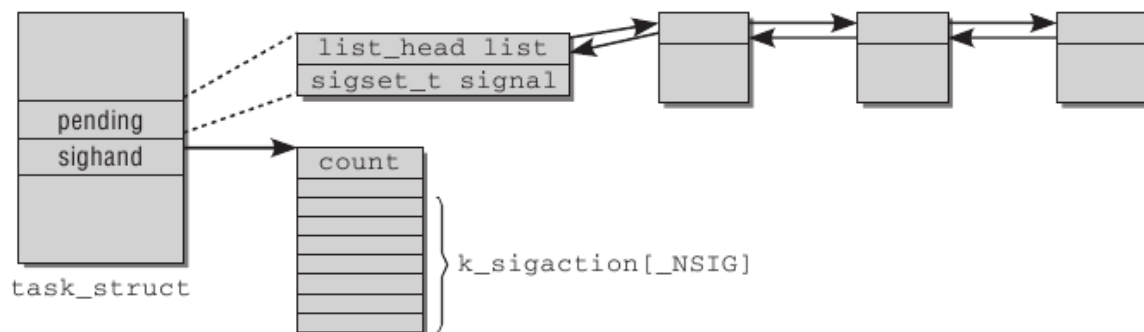 list_head list
sigset_t signal
pending
sighand
count
k_sigaction[_NSIG]
task_struct